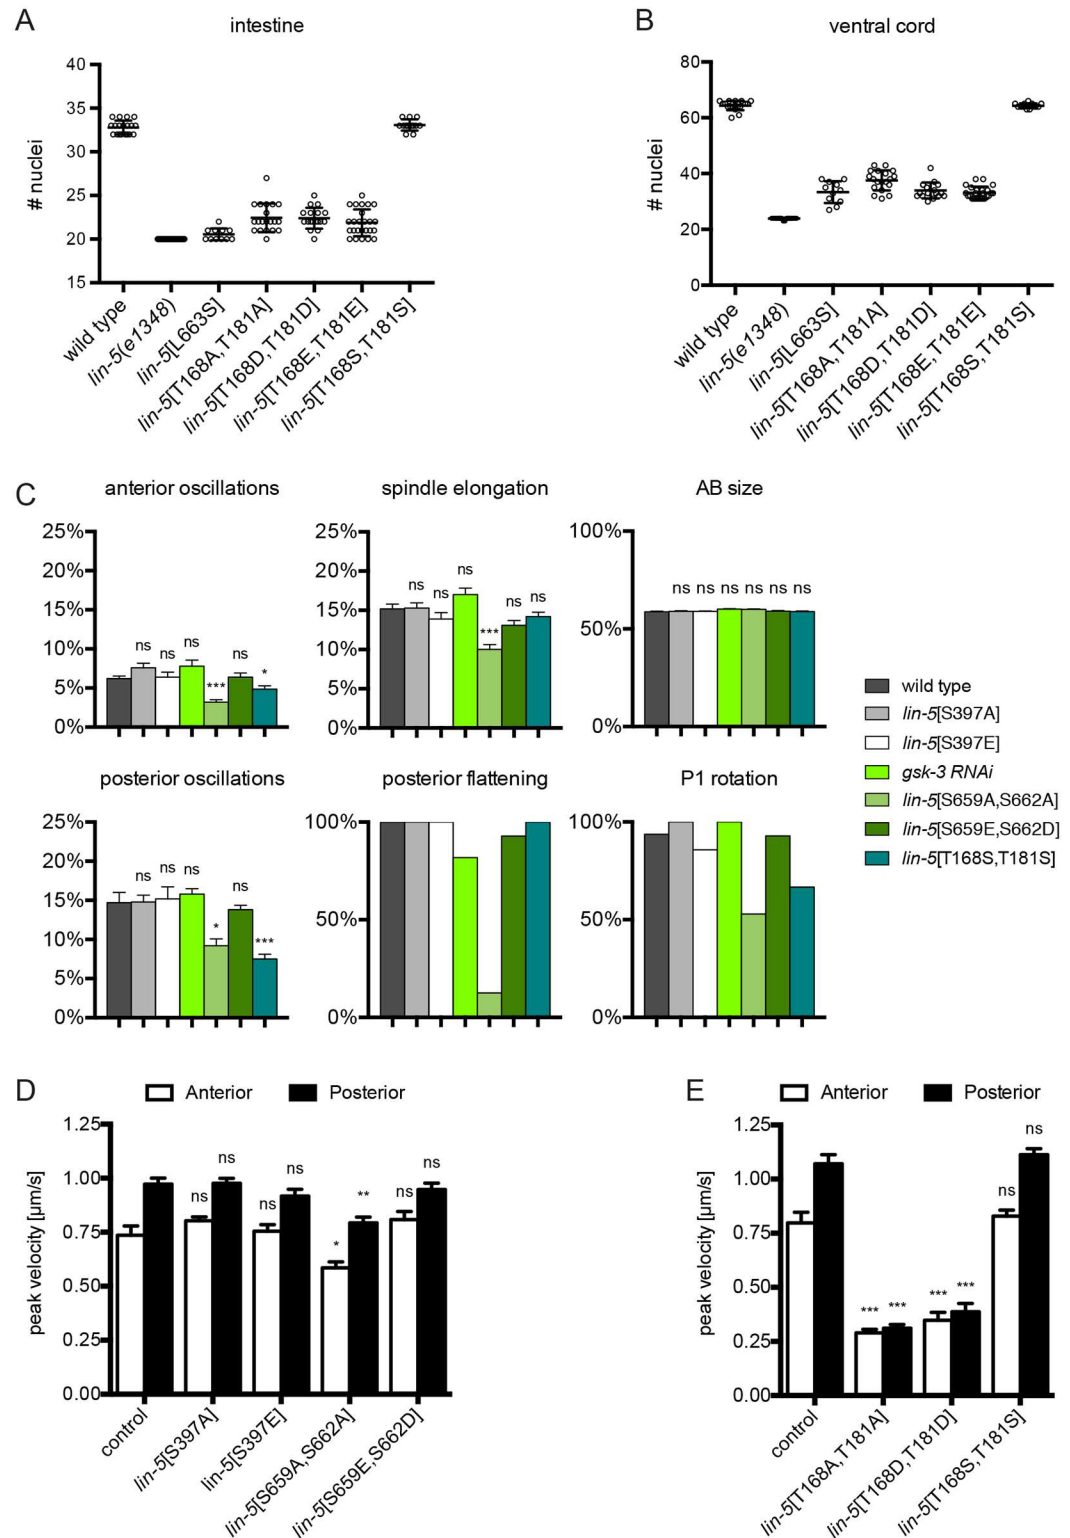 A
intestine
# nuclei
40
35
30
25
20
15
wild type
lin-5(e1348)
lin-5[L663S]
lin-5[T168A,T181A]
lin-5[T168D,T181D]
lin-5[T168E,T181E]
lin-5[T168S,T181S]
B
ventral cord
# nuclei
80
60
40
20
0
wild type
lin-5(e1348)
lin-5[L663S]
lin-5[T168A,T181A]
lin-5[T168D,T181D]
lin-5[T168E,T181E]
lin-5[T168S,T181S]
C
anterior oscillations
25%
20%
15%
10%
5%
0%
ns
ns
ns
***
ns
*
spindle elongation
25%
20%
15%
10%
5%
0%
ns
ns
ns
***
ns
ns
AB size
100%
50%
0%
ns ns ns ns ns ns
posterior oscillations
25%
20%
15%
10%
5%
0%
ns
ns
ns
*
ns
***
posterior flattening
100%
50%
0%
P1 rotation
100%
50%
0%
wild type
lin-5[S397A]
lin-5[S397E]
gsk-3 RNAi
lin-5[S659A,S662A]
lin-5[S659E,S662D]
lin-5[T168S,T181S]
D
Anterior Posterior
peak velocity [µm/s]
1.25
1.00
0.75
0.50
0.25
0.00
ns
ns
ns
ns
*
**
ns
ns
control
lin-5[S397A]
lin-5[S397E]
lin-5[S659A,S662A]
lin-5[S659E,S662D]
E
Anterior Posterior
peak velocity [µm/s]
1.25
1.00
0.75
0.50
0.25
0.00
***
***
***
***
ns
ns
control
lin-5[T168A,T181A]
lin-5[T168D,T181D]
lin-5[T168S,T181S]